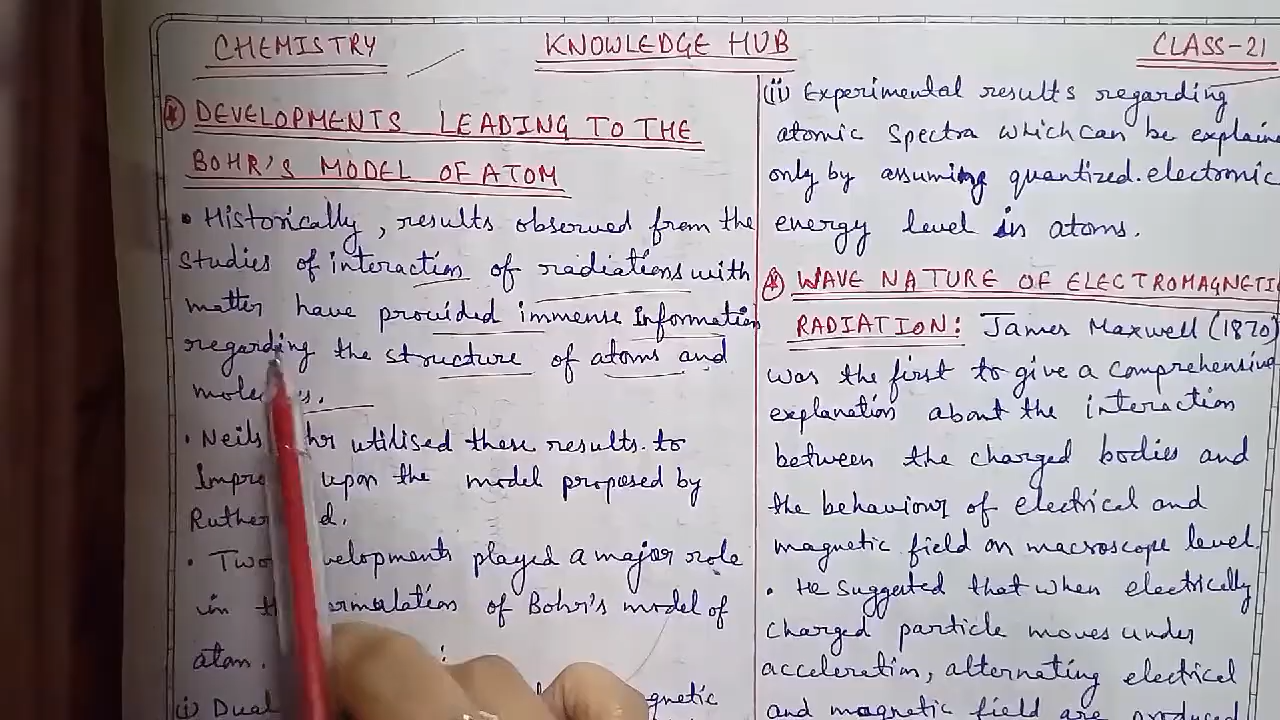 CHEMISTRY
KNOWLEDGE HUB
CLASS-21
DEVELOPMENTS LEADING TO THE
BOHR'S MODEL OF ATOM
• Historically, results observed from the
studies of interaction of radiations with
matter have provided immense information
regarding the structure of atoms and
• Neils utilised these results to
upon the model proposed by
• played a major role
in of Bohr's model of
atom.
(i) Dual
(ii) Experimental results regarding
atomic spectra which can be
only by assuming quantized electronic
energy level in atoms.
WAVE NATURE OF
RADIATION: James Maxwell (1870)
was the first to give a comprehensive
explanation about the interaction
between the charged bodies and
the behaviour of electrical and
magnetic field on macroscope level.
• He suggested that when electrically
charged particle moves under
acceleration, alternating electrical
and magnetic field are produced